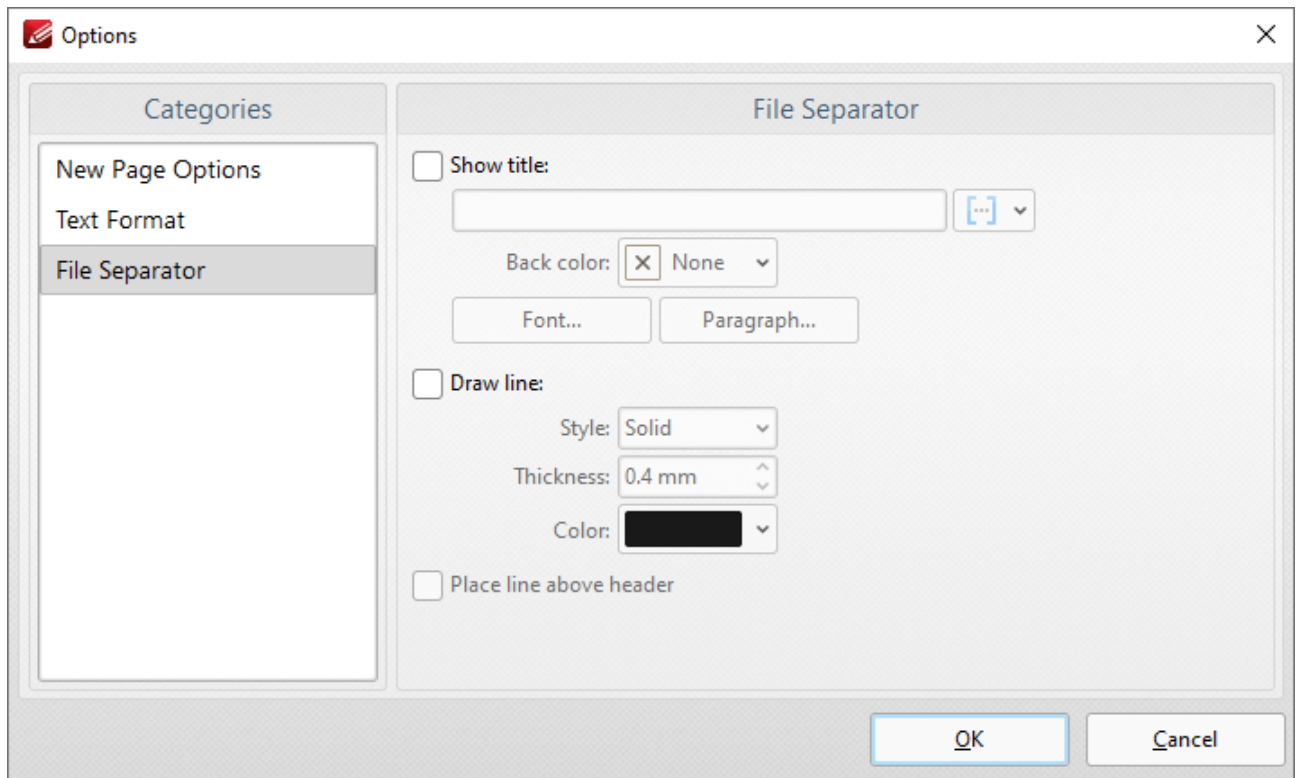 Options
Categories
New Page Options
Text Format
File Separator
File Separator
Show title:
Back color: None
Font... Paragraph...
Draw line:
Style: Solid
Thickness: 0.4 mm
Color:
Place line above header
OK Cancel